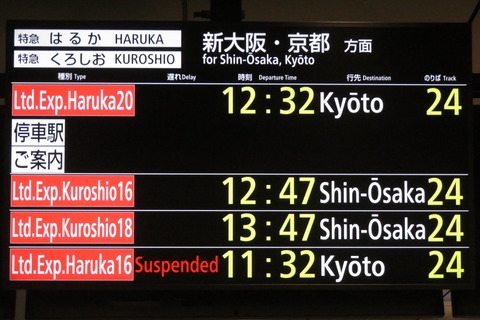 特急 はるか HARUKA
特急 くろしお KUROSHIO
新大阪・京都 方面
for Shin-Ōsaka, Kyōto
種別 Type 遅れ Delay 時刻 Departure Time 行先 Destination のりば Track
Ltd.Exp.Haruka20 12:32 Kyōto 24
停車駅
ご案内
Ltd.Exp.Kuroshio16 12:47 Shin-Ōsaka 24
Ltd.Exp.Kuroshio18 13:47 Shin-Ōsaka 24
Ltd.Exp.Haruka16 Suspended 11:32 Kyōto 24